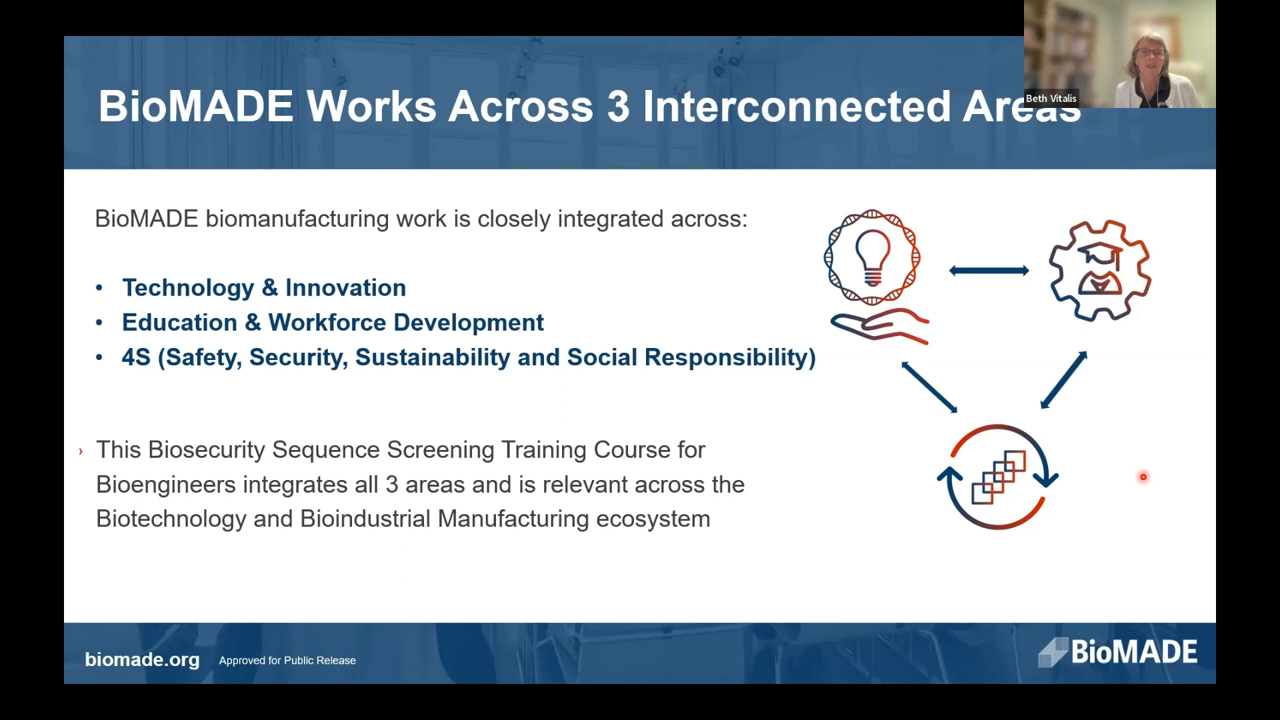 BioMADE Works Across 3 Interconnected Areas
Beth Vitalis
BioMADE biomanufacturing work is closely integrated across:
• Technology & Innovation
• Education & Workforce Development
• 4S (Safety, Security, Sustainability and Social Responsibility)
› This Biosecurity Sequence Screening Training Course for
Bioengineers integrates all 3 areas and is relevant across the
Biotechnology and Bioindustrial Manufacturing ecosystem
biomade.org
Approved for Public Release
BioMADE